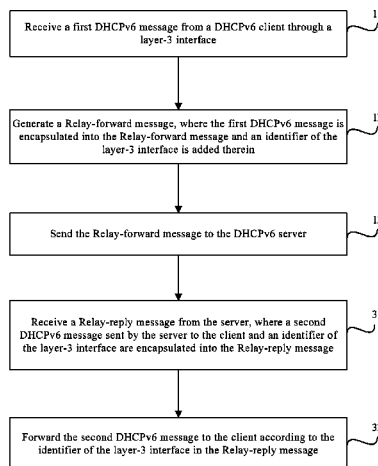 Receive a first DHCPv6 message from a DHCPv6 client through a
layer-3 interface
1
Generate a Relay-forward message, where the first DHCPv6 message is
encapsulated into the Relay-forward message and an identifier of the
layer-3 interface is added therein
1
Send the Relay-forward message to the DHCPv6 server
1
Receive a Relay-reply message from the server, where a second
DHCPv6 message sent by the server to the client and an identifier of
the layer-3 interface are encapsulated into the Relay-reply message
3
Forward the second DHCPv6 message to the client according to the
identifier of the layer-3 interface in the Relay-reply message
3